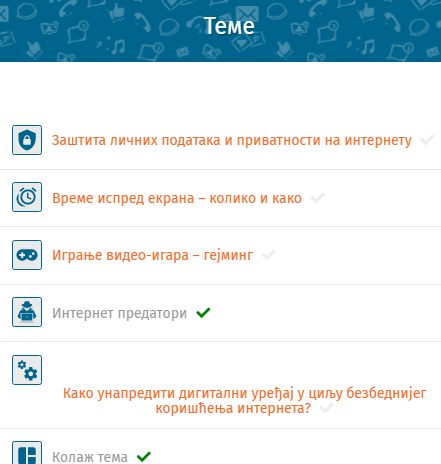 Теме
Заштита личних података и приватности на интернету
Време испред екрана – колико и како
Играње видео-игара – гејминг
Интернет предатори
Како унапредити дигитални уређај у циљу безбеднијег
коришћења интернета?
Колаж тема